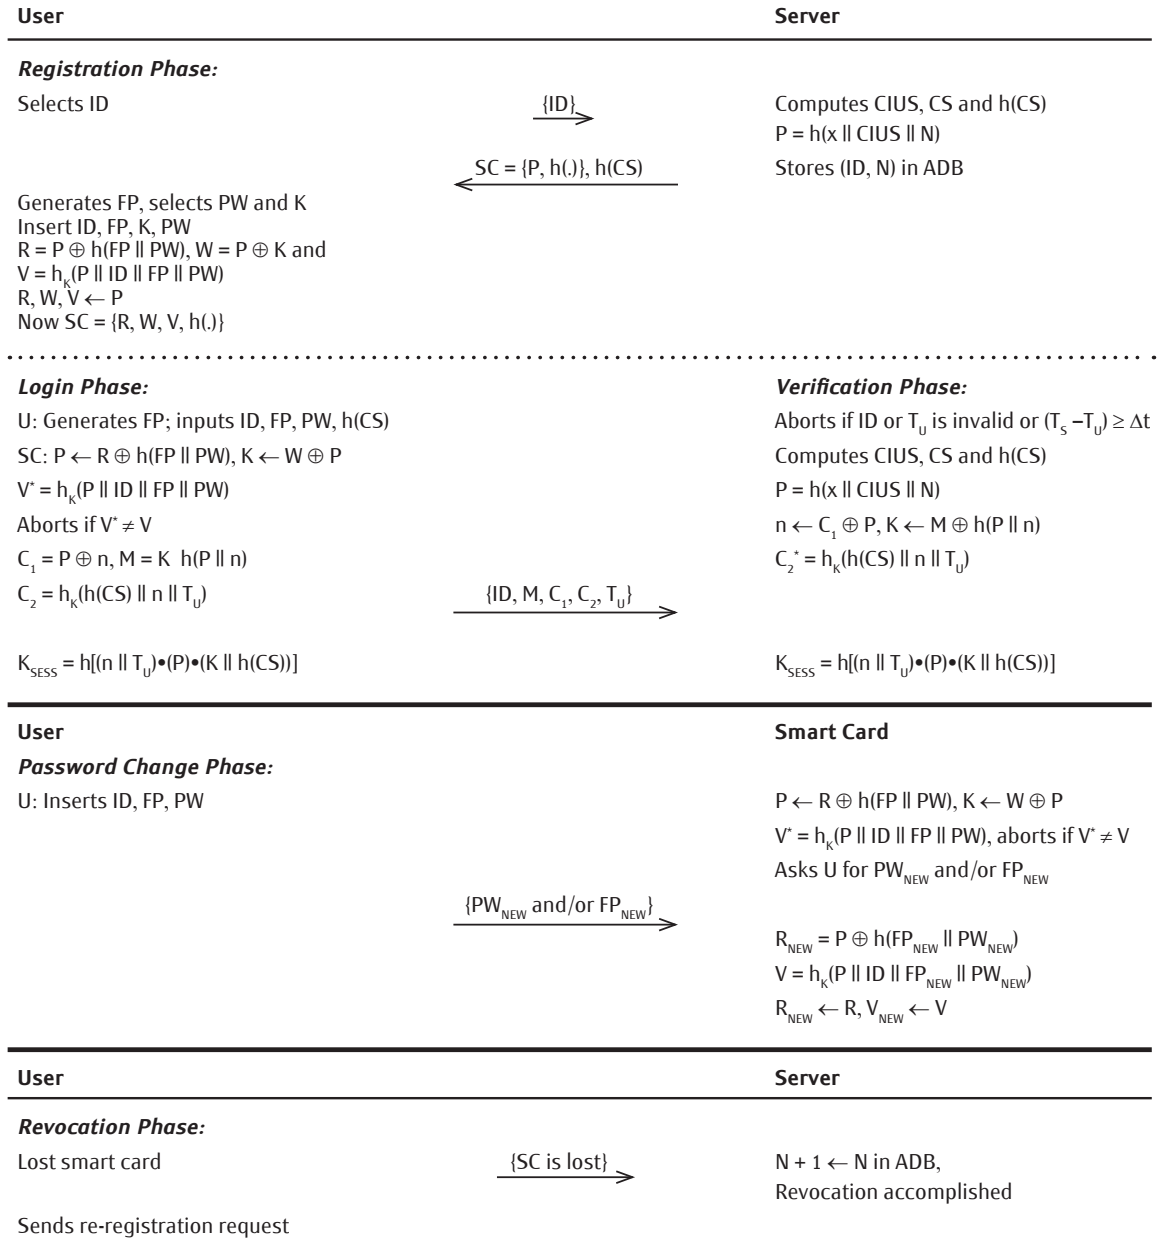 User Server
Registration Phase:
Selects ID {ID} Computes CIUS, CS and h(CS)
P = h(x || CIUS || N)
SC = {P, h(.)}, h(CS) Stores (ID, N) in ADB
Generates FP, selects PW and K
Insert ID, FP, K, PW
R = P ⊕ h(FP || PW), W = P ⊕ K and
V = h_K(P || ID || FP || PW)
R, W, V ← P
Now SC = {R, W, V, h(.)}
Login Phase: Verification Phase:
U: Generates FP; inputs ID, FP, PW, h(CS) Aborts if ID or T_U is invalid or (T_S –T_U) ≥ Δt
SC: P ← R ⊕ h(FP || PW), K ← W ⊕ P Computes CIUS, CS and h(CS)
V* = h_K(P || ID || FP || PW) P = h(x || CIUS || N)
Aborts if V* ≠ V n ← C_1 ⊕ P, K ← M ⊕ h(P || n)
C_1 = P ⊕ n, M = K h(P || n) C_2* = h_K(h(CS) || n || T_U)
C_2 = h_K(h(CS) || n || T_U) {ID, M, C_1, C_2, T_U}
K_SESS = h[(n || T_U)•(P)•(K || h(CS))] K_SESS = h[(n || T_U)•(P)•(K || h(CS))]
User Smart Card
Password Change Phase:
U: Inserts ID, FP, PW P ← R ⊕ h(FP || PW), K ← W ⊕ P
V* = h_K(P || ID || FP || PW), aborts if V* ≠ V
Asks U for PW_NEW and/or FP_NEW
{PW_NEW and/or FP_NEW}
R_NEW = P ⊕ h(FP_NEW || PW_NEW)
V = h_K(P || ID || FP_NEW || PW_NEW)
R_NEW ← R, V_NEW ← V
User Server
Revocation Phase:
Lost smart card {SC is lost} N + 1 ← N in ADB,
Revocation accomplished
Sends re-registration request